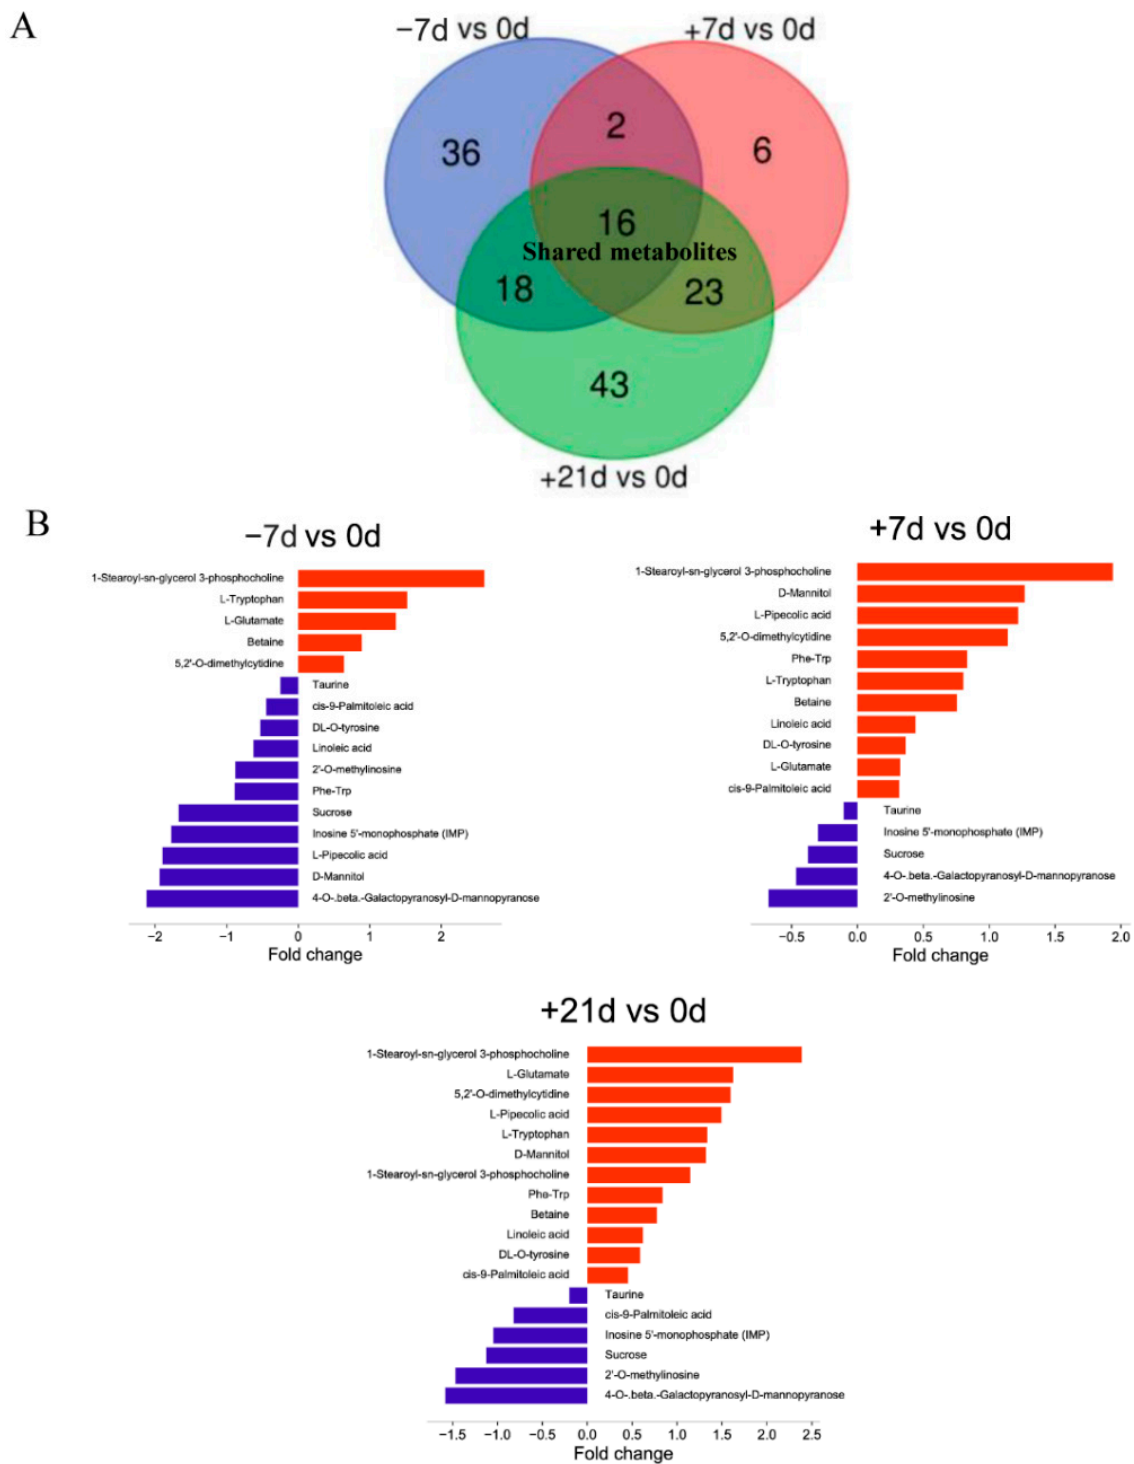 A
−7d vs 0d
+7d vs 0d
2
36
6
16
Shared metabolites
18
23
43
+21d vs 0d
B
−7d vs 0d
1-Stearoyl-sn-glycerol 3-phosphocholine
L-Tryptophan
L-Glutamate
Betaine
5,2'-O-dimethylcytidine
Taurine
cis-9-Palmitoleic acid
DL-O-tyrosine
Linoleic acid
2'-O-methylinosine
Phe-Trp
Sucrose
Inosine 5'-monophosphate (IMP)
L-Pipecolic acid
D-Mannitol
4-O-.beta.-Galactopyranosyl-D-mannopyranose
−2 −1 0 1 2
Fold change
+7d vs 0d
1-Stearoyl-sn-glycerol 3-phosphocholine
D-Mannitol
L-Pipecolic acid
5,2'-O-dimethylcytidine
Phe-Trp
L-Tryptophan
Betaine
Linoleic acid
DL-O-tyrosine
L-Glutamate
cis-9-Palmitoleic acid
Taurine
Inosine 5'-monophosphate (IMP)
Sucrose
4-O-.beta.-Galactopyranosyl-D-mannopyranose
2'-O-methylinosine
−0.5 0.0 0.5 1.0 1.5 2.0
Fold change
+21d vs 0d
1-Stearoyl-sn-glycerol 3-phosphocholine
L-Glutamate
5,2'-O-dimethylcytidine
L-Pipecolic acid
L-Tryptophan
D-Mannitol
1-Stearoyl-sn-glycerol 3-phosphocholine
Phe-Trp
Betaine
Linoleic acid
DL-O-tyrosine
cis-9-Palmitoleic acid
Taurine
cis-9-Palmitoleic acid
Inosine 5'-monophosphate (IMP)
Sucrose
2'-O-methylinosine
4-O-.beta.-Galactopyranosyl-D-mannopyranose
−1.5 −1.0 −0.5 0.0 0.5 1.0 1.5 2.0 2.5
Fold change